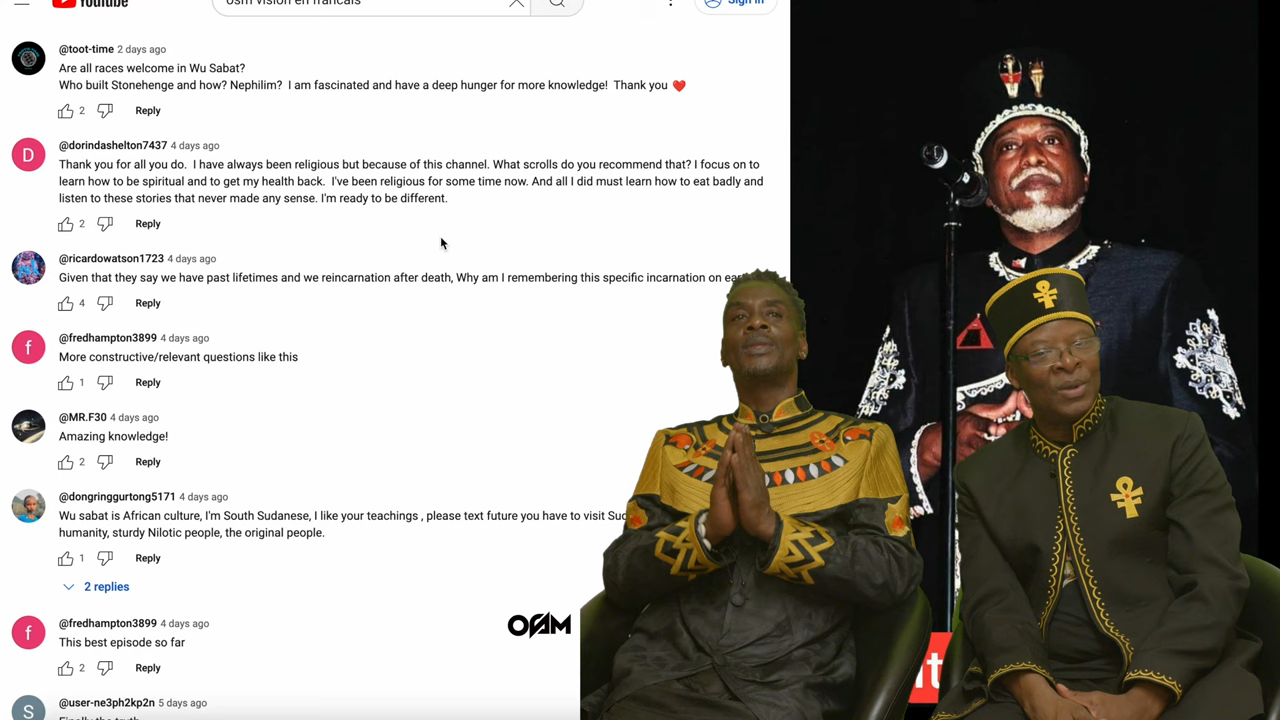 YouTube
osm vision en francais
Sign in
@toot-time 2 days ago
Are all races welcome in Wu Sabat?
Who built Stonehenge and how? Nephilim? I am fascinated and have a deep hunger for more knowledge! Thank you ❤️
2 Reply
D
@dorindashelton7437 4 days ago
Thank you for all you do. I have always been religious but because of this channel. What scrolls do you recommend that? I focus on to
learn how to be spiritual and to get my health back. I've been religious for some time now. And all I did must learn how to eat badly and
listen to these stories that never made any sense. I'm ready to be different.
2 Reply
@ricardowatson1723 4 days ago
Given that they say we have past lifetimes and we reincarnation after death, Why am I remembering this specific incarnation on
4 Reply
f
@fredhampton3899 4 days ago
More constructive/relevant questions like this
1 Reply
@MR.F30 4 days ago
Amazing knowledge!
2 Reply
@dongringgurtong5171 4 days ago
Wu sabat is African culture, I'm South Sudanese, I like your teachings , please text future you have to visit
humanity, sturdy Nilotic people, the original people.
1 Reply
2 replies
f
@fredhampton3899 4 days ago
This best episode so far
2 Reply
S
@user-ne3ph2kp2n 5 days ago
Finally the truth
it